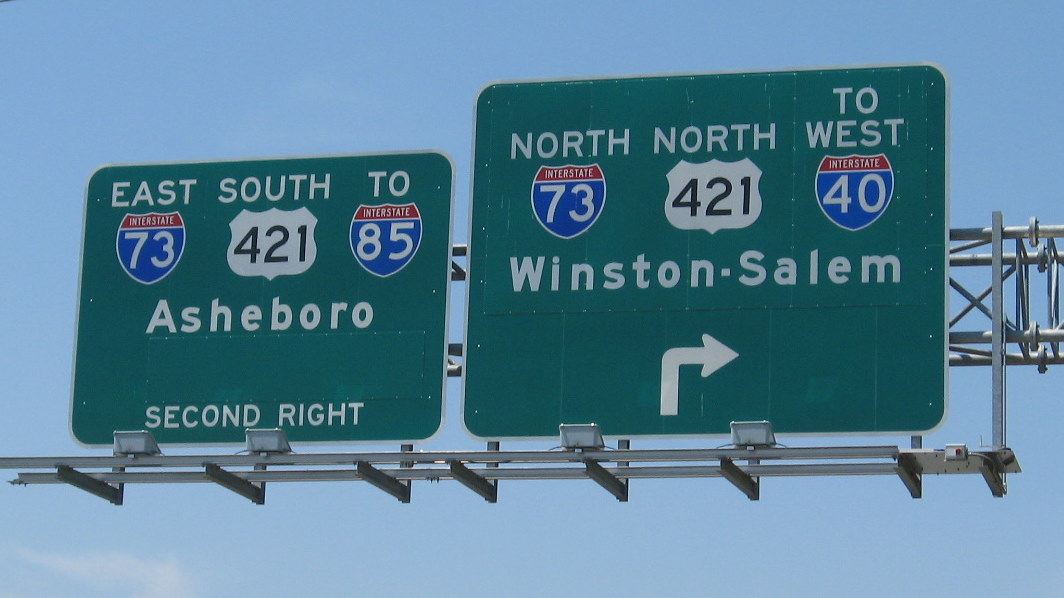 EAST SOUTH TO
INTERSTATE 73 421 INTERSTATE 85
Asheboro
SECOND RIGHT
TO
NORTH NORTH WEST
INTERSTATE 73 421 INTERSTATE 40
Winston-Salem